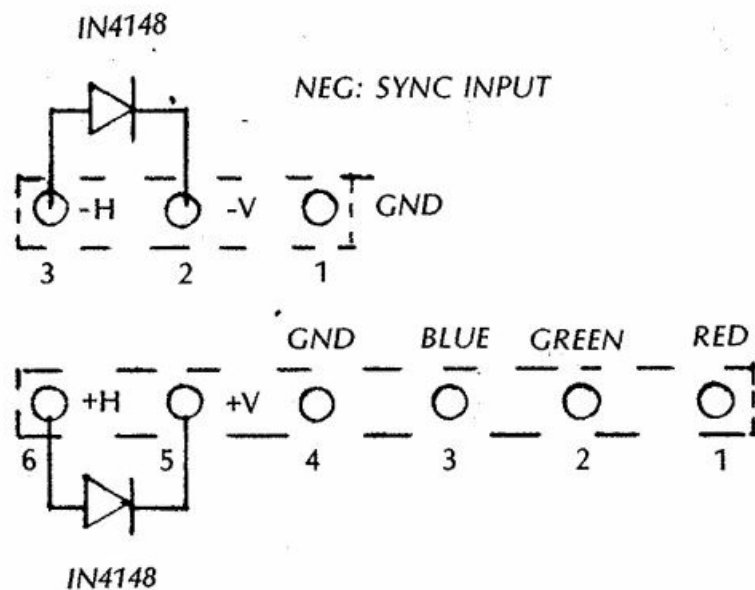 IN4148
NEG: SYNC INPUT
-H -V GND
3 2 1
GND BLUE GREEN RED
+H +V
6 5 4 3 2 1
IN4148